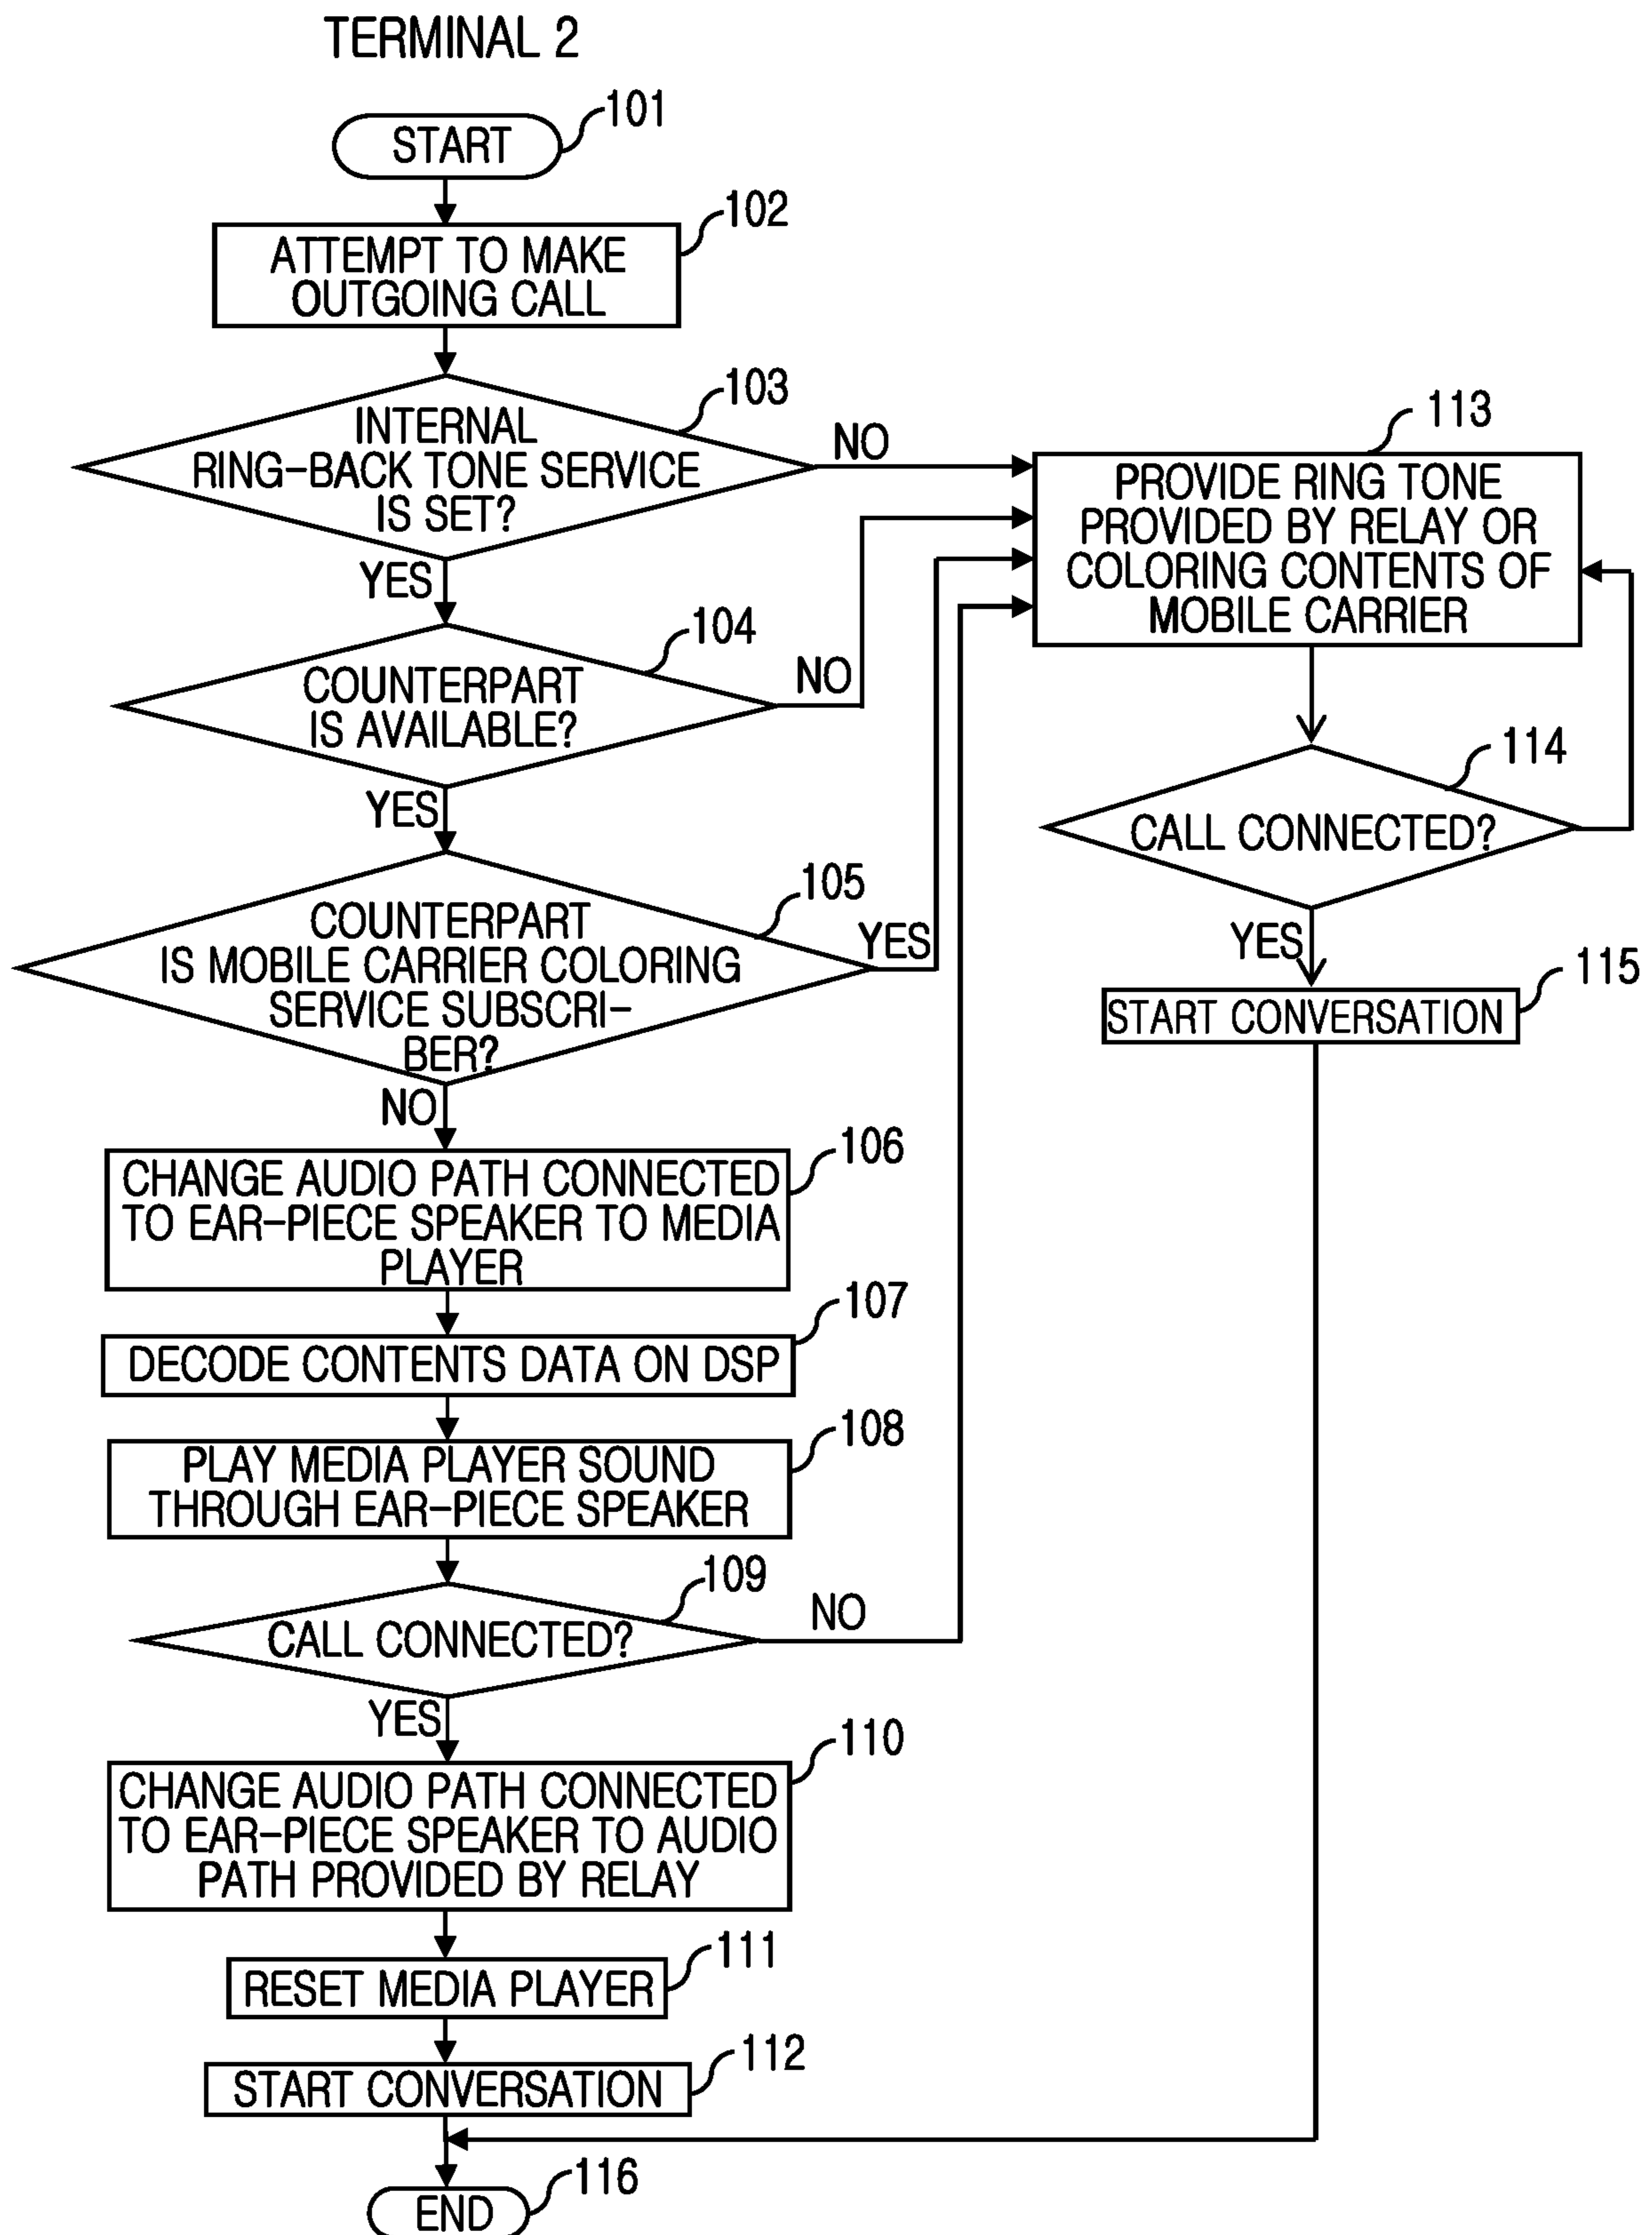 TERMINAL 2
START
101
ATTEMPT TO MAKE
OUTGOING CALL
102
INTERNAL
RING-BACK TONE SERVICE
IS SET?
103
NO
YES
COUNTERPART
IS AVAILABLE?
104
NO
YES
COUNTERPART
IS MOBILE CARRIER COLORING
SERVICE SUBSCRI-
BER?
105
YES
NO
CHANGE AUDIO PATH CONNECTED
TO EAR-PIECE SPEAKER TO MEDIA
PLAYER
106
DECODE CONTENTS DATA ON DSP
107
PLAY MEDIA PLAYER SOUND
THROUGH EAR-PIECE SPEAKER
108
CALL CONNECTED?
109
NO
YES
CHANGE AUDIO PATH CONNECTED
TO EAR-PIECE SPEAKER TO AUDIO
PATH PROVIDED BY RELAY
110
RESET MEDIA PLAYER
111
START CONVERSATION
112
PROVIDE RING TONE
PROVIDED BY RELAY OR
COLORING CONTENTS OF
MOBILE CARRIER
113
CALL CONNECTED?
114
YES
START CONVERSATION
115
END
116